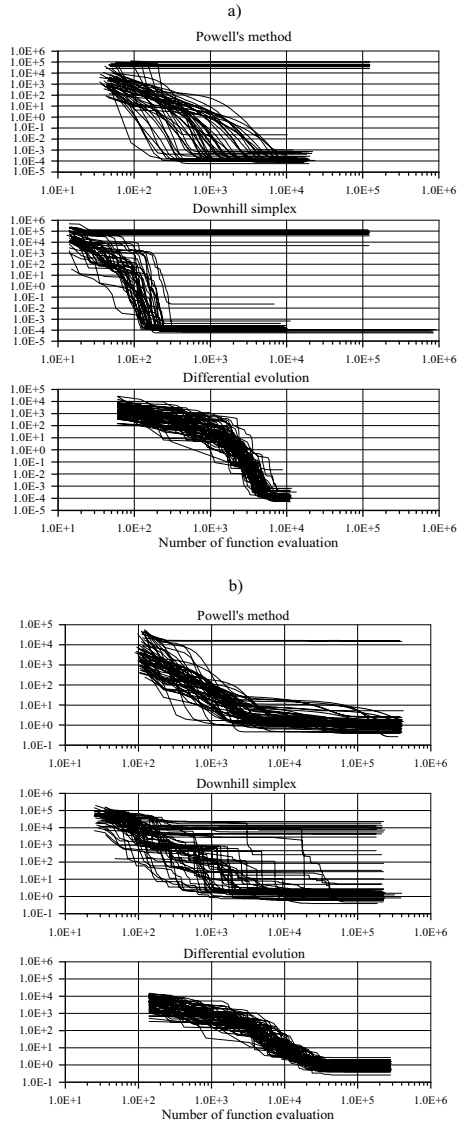 a)
Powell's method
1.0E+6
1.0E+5
1.0E+4
1.0E+3
1.0E+2
1.0E+1
1.0E+0
1.0E-1
1.0E-2
1.0E-3
1.0E-4
1.0E-5
1.0E+1 1.0E+2 1.0E+3 1.0E+4 1.0E+5 1.0E+6
Downhill simplex
1.0E+6
1.0E+5
1.0E+4
1.0E+3
1.0E+2
1.0E+1
1.0E+0
1.0E-1
1.0E-2
1.0E-3
1.0E-4
1.0E-5
1.0E+1 1.0E+2 1.0E+3 1.0E+4 1.0E+5 1.0E+6
Differential evolution
1.0E+5
1.0E+4
1.0E+3
1.0E+2
1.0E+1
1.0E+0
1.0E-1
1.0E-2
1.0E-3
1.0E-4
1.0E-5
1.0E+1 1.0E+2 1.0E+3 1.0E+4 1.0E+5 1.0E+6
Number of function evaluation
b)
Powell's method
1.0E+5
1.0E+4
1.0E+3
1.0E+2
1.0E+1
1.0E+0
1.0E-1
1.0E+1 1.0E+2 1.0E+3 1.0E+4 1.0E+5 1.0E+6
Downhill simplex
1.0E+6
1.0E+5
1.0E+4
1.0E+3
1.0E+2
1.0E+1
1.0E+0
1.0E-1
1.0E+1 1.0E+2 1.0E+3 1.0E+4 1.0E+5 1.0E+6
Differential evolution
1.0E+6
1.0E+5
1.0E+4
1.0E+3
1.0E+2
1.0E+1
1.0E+0
1.0E-1
1.0E+1 1.0E+2 1.0E+3 1.0E+4 1.0E+5 1.0E+6
Number of function evaluation